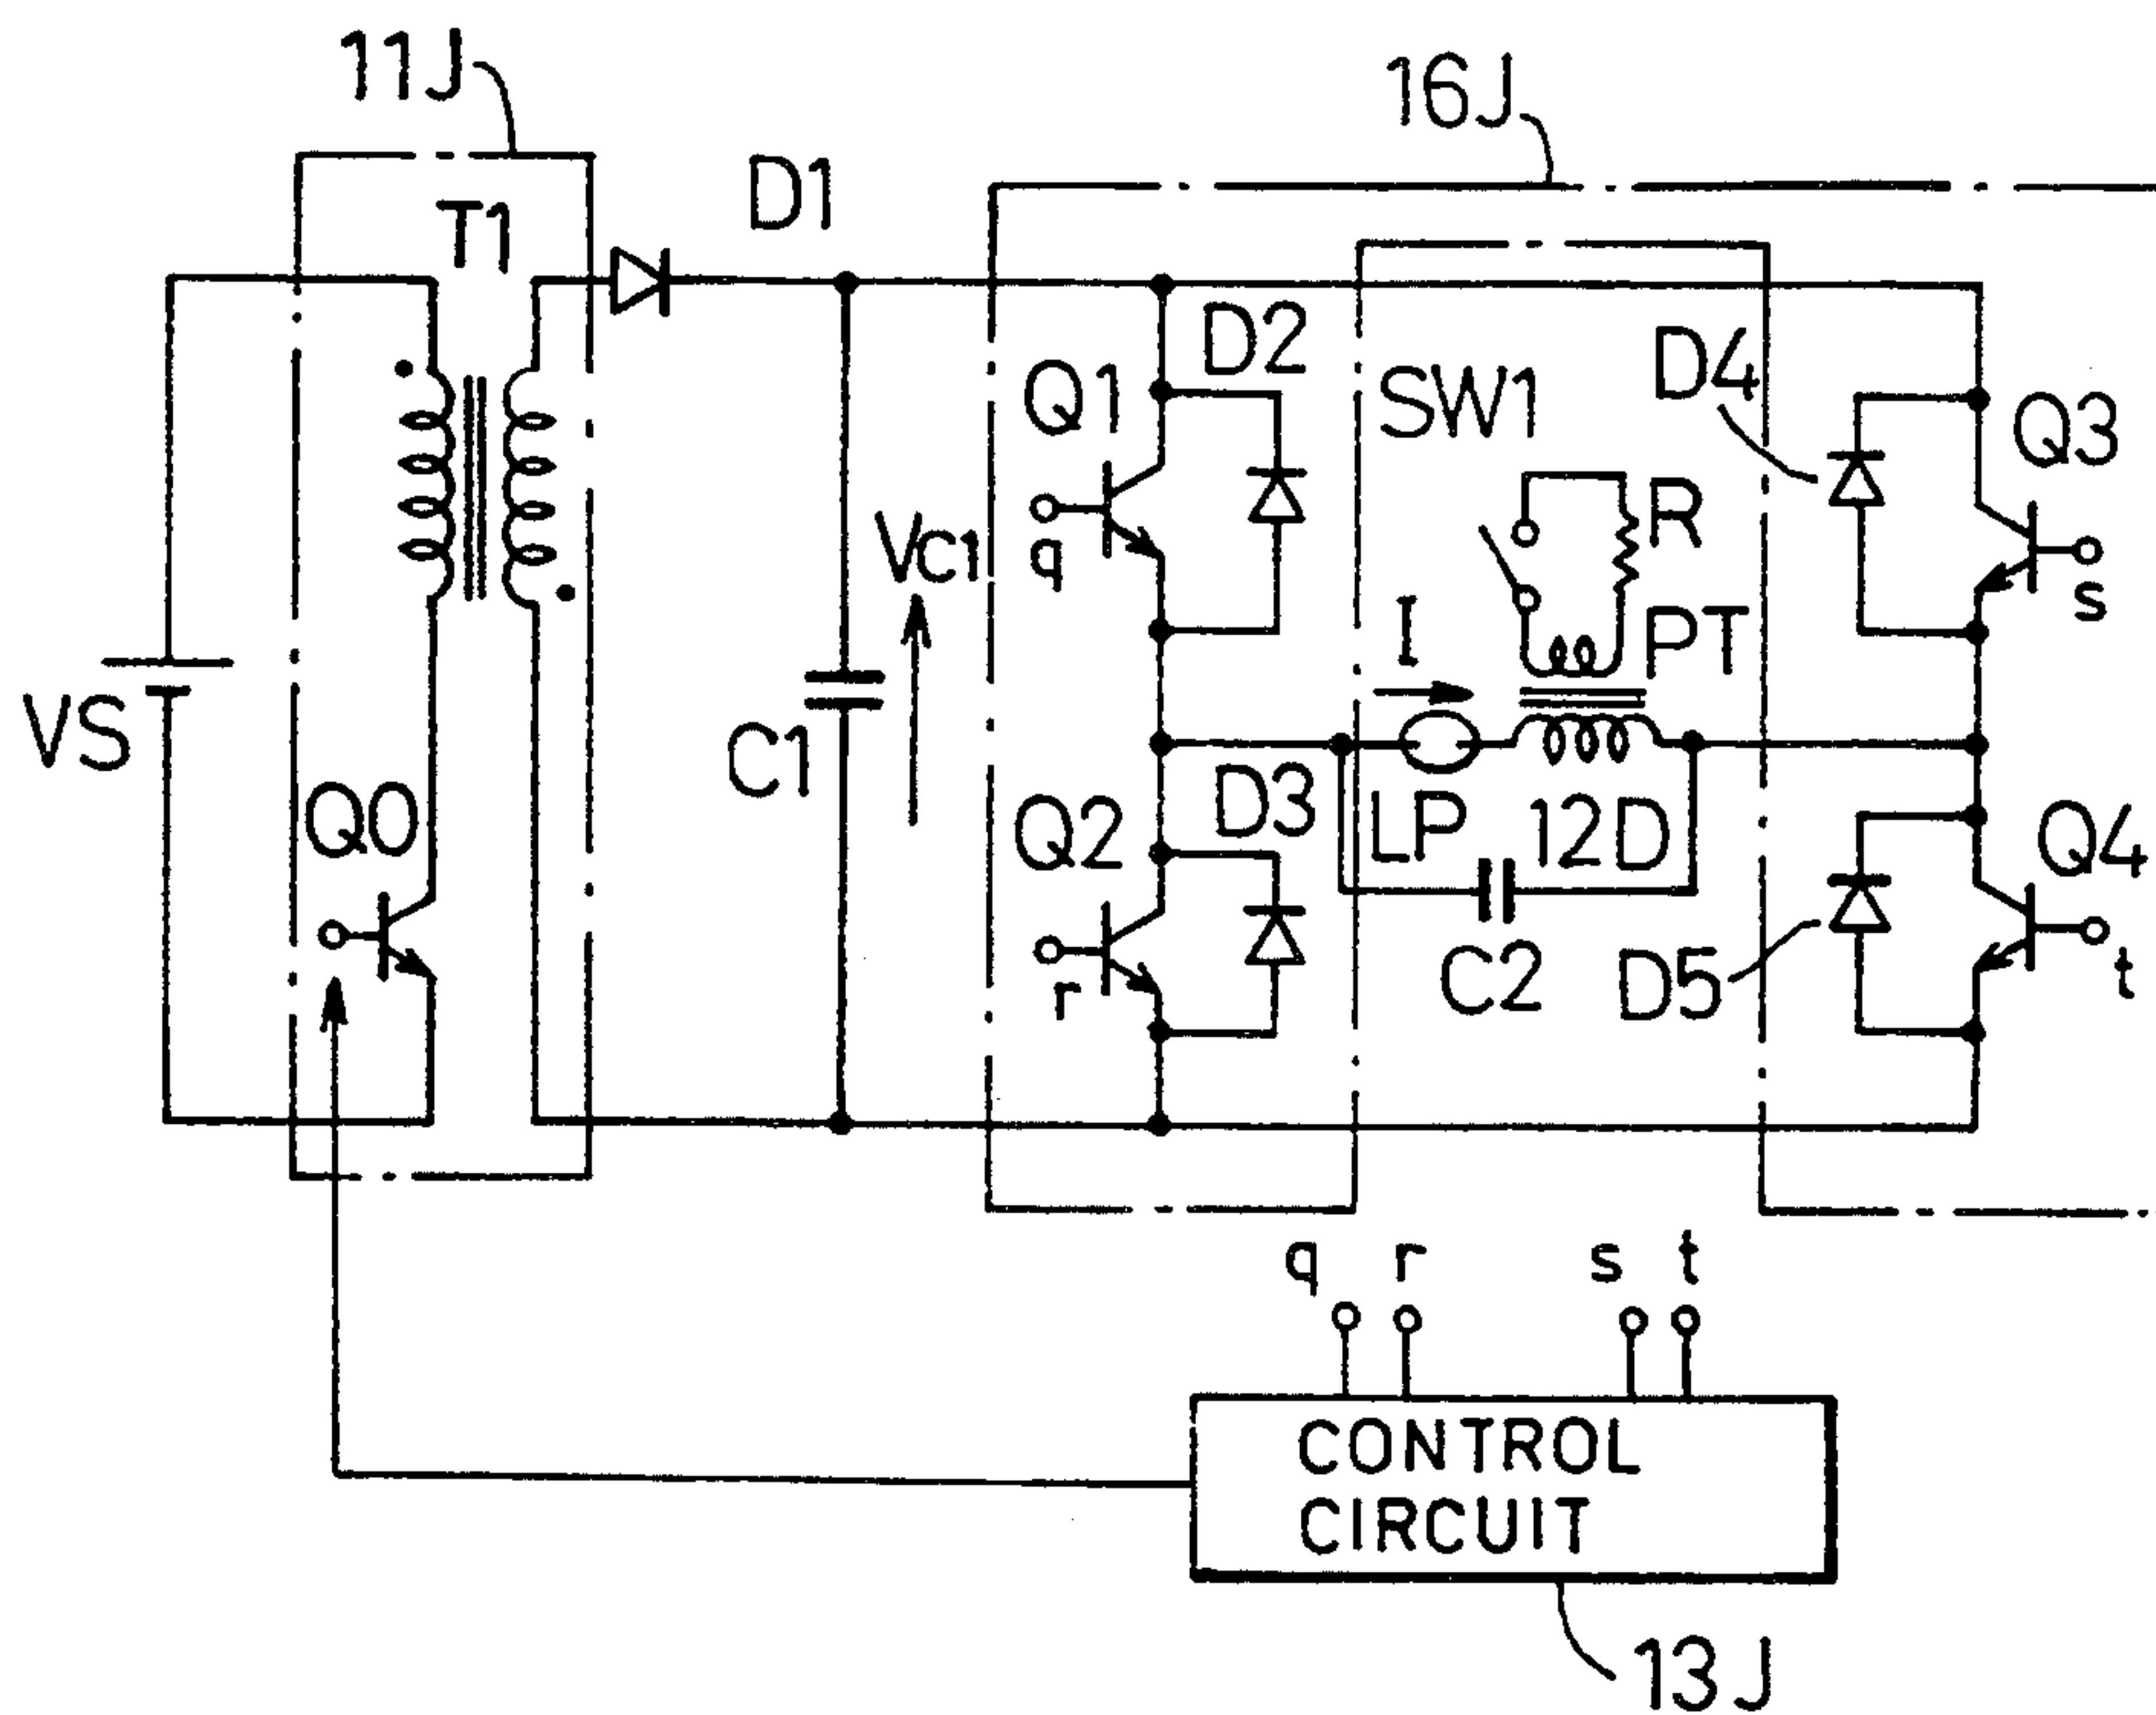 11J
16J
D1
T1
D2
D4
Q1
SW1
Q3
R
VC1
q
s
I
PT
VS
C1
Q0
D3
LP
12D
Q2
Q4
r
C2
D5
t
q r s t
CONTROL
CIRCUIT
13J